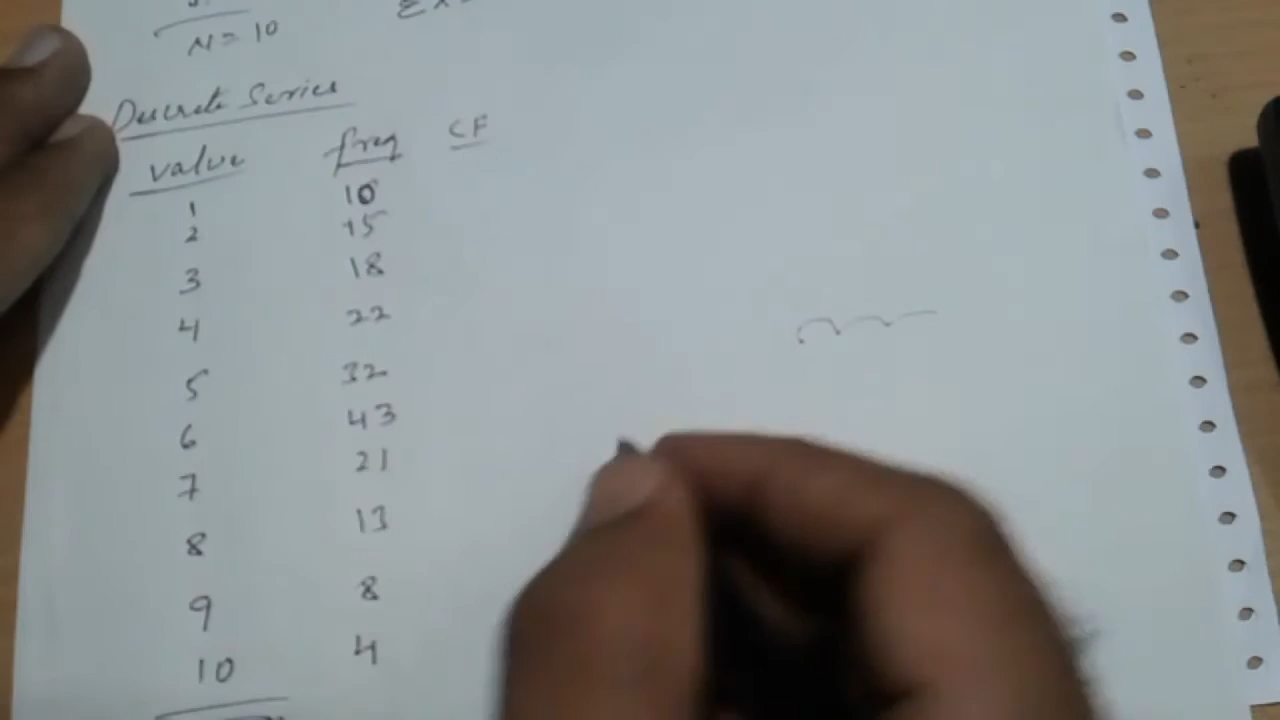 N = 10
Σx
Discrete Series
value freq CF
1 10
2 15
3 18
4 22
5 32
6 43
7 21
8 13
9 8
10 4